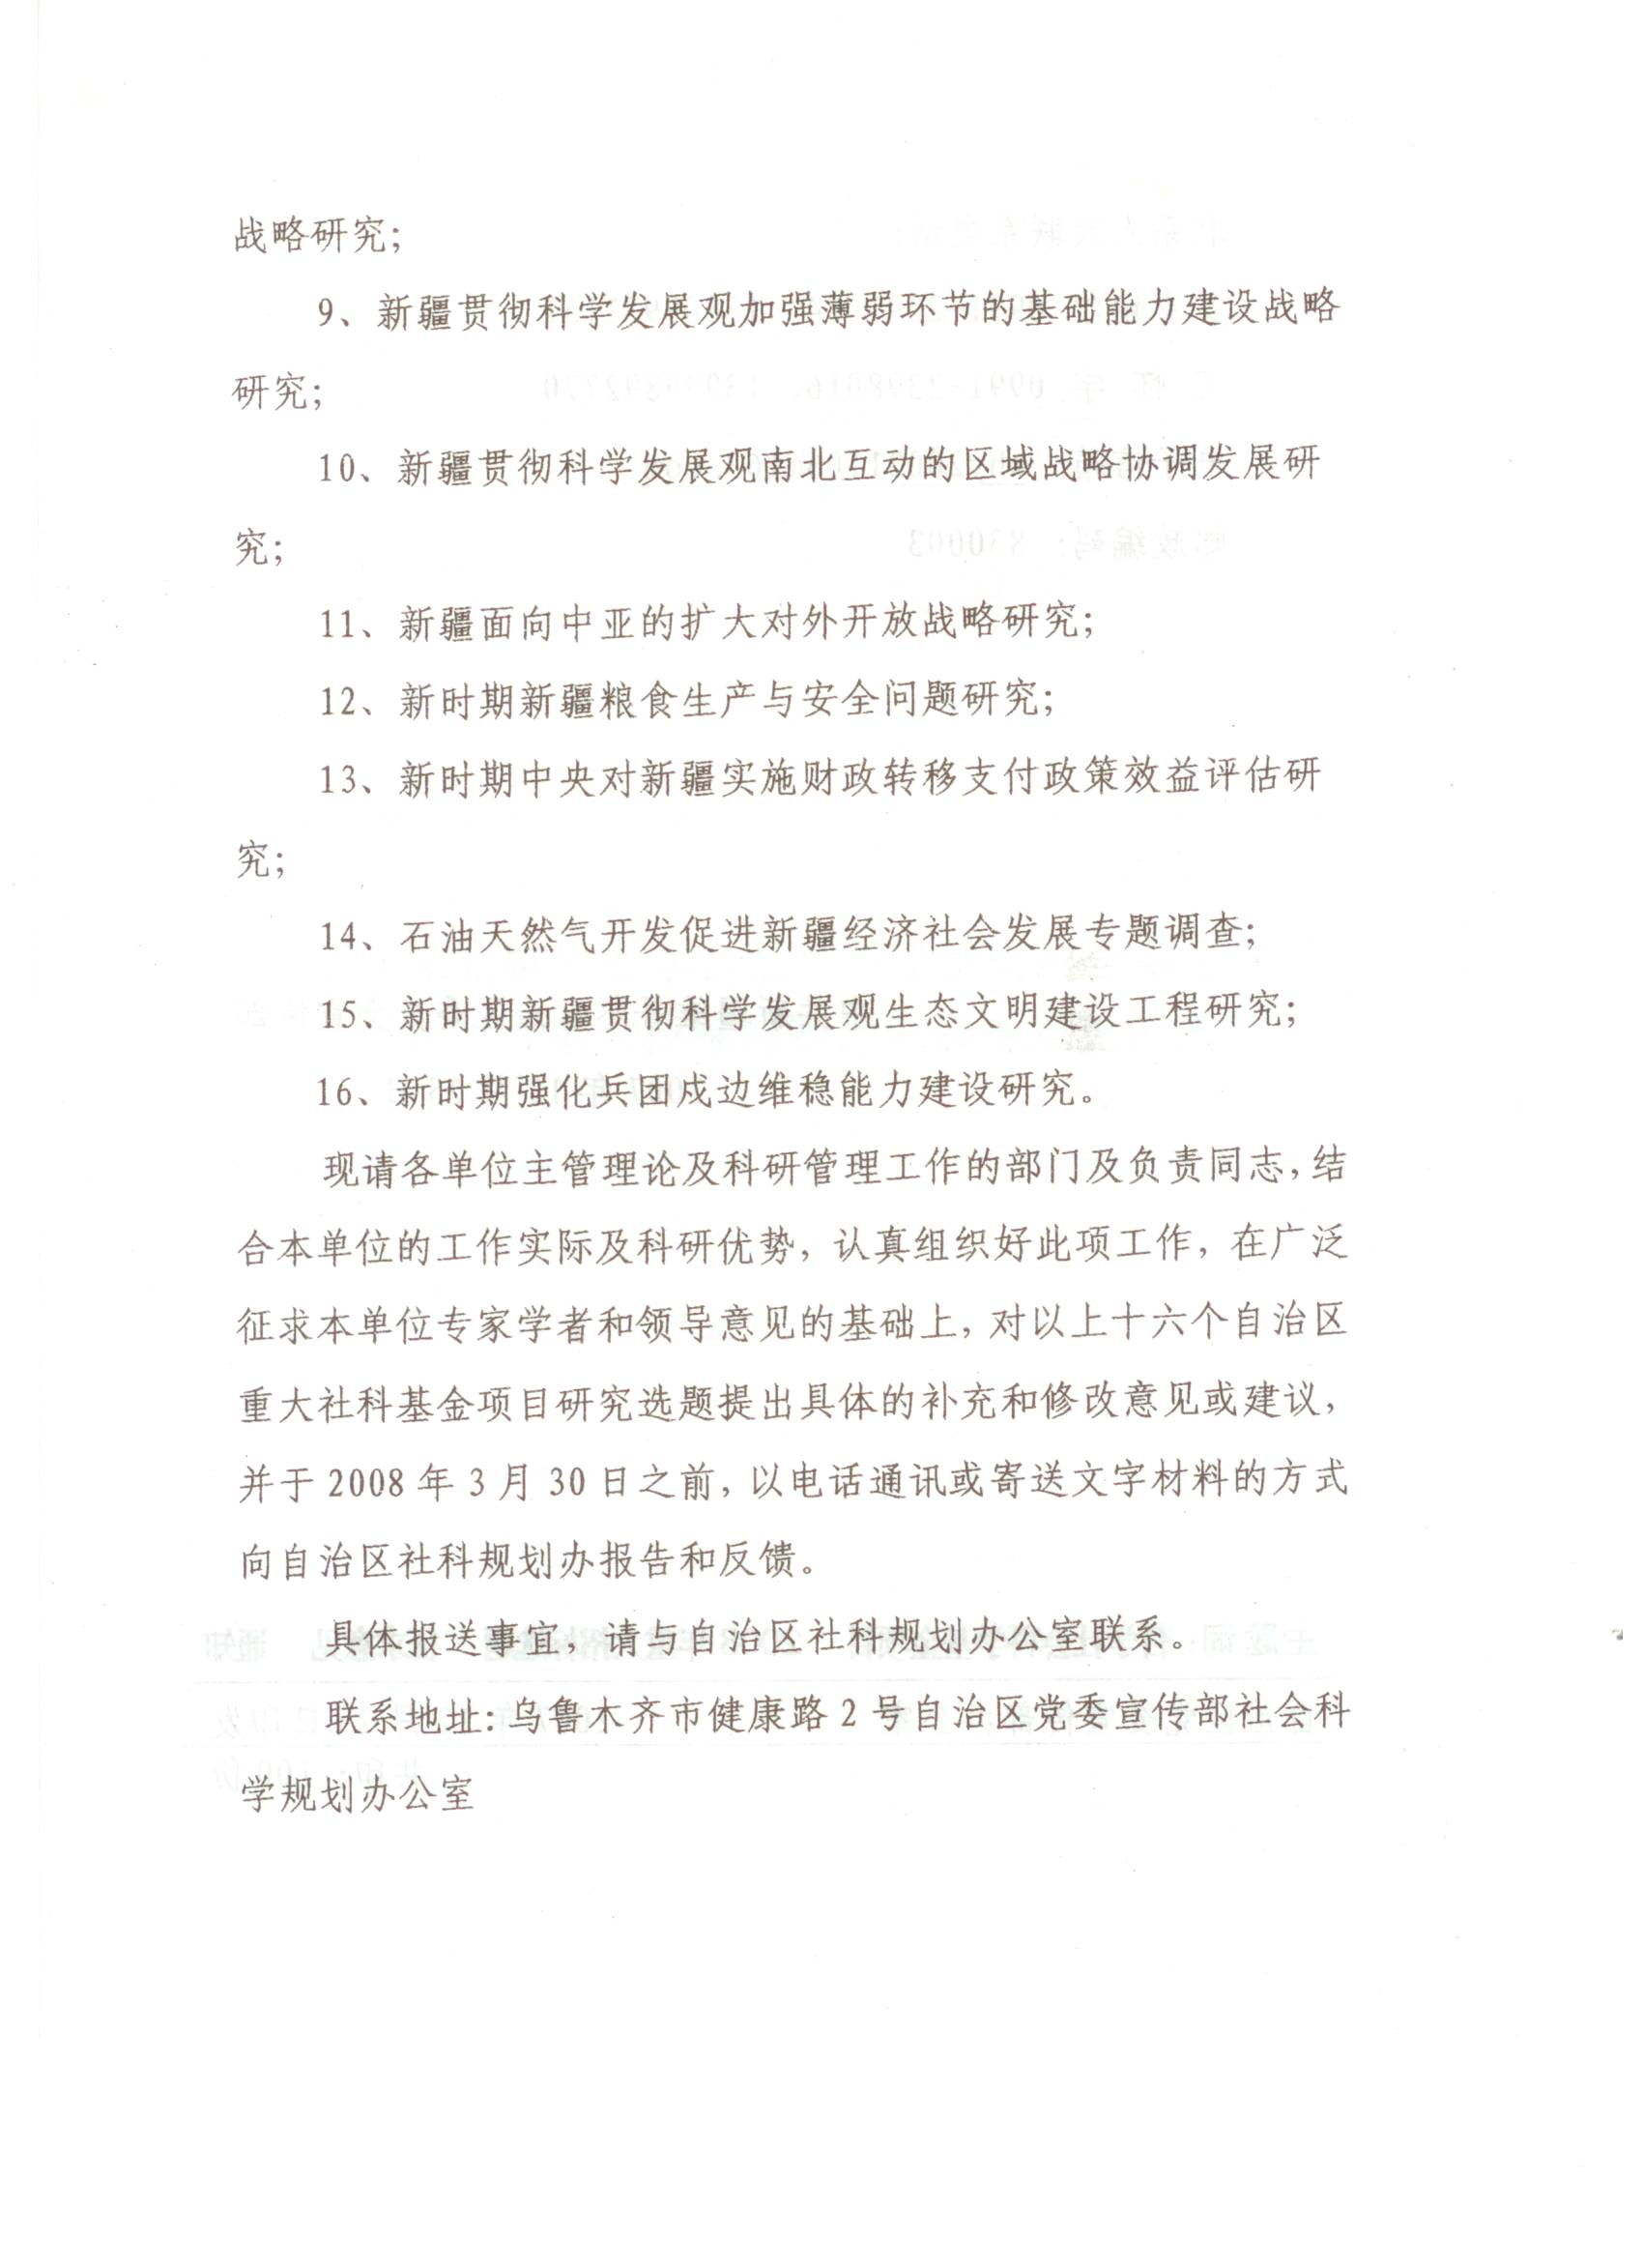 战略研究；
9、新疆贯彻科学发展观加强薄弱环节的基础能力建设战略
研究；
10、新疆贯彻科学发展观南北互动的区域战略协调发展研
究；
11、新疆面向中亚的扩大对外开放战略研究；
12、新时期新疆粮食生产与安全问题研究；
13、新时期中央对新疆实施财政转移支付政策效益评估研
究；
14、石油天然气开发促进新疆经济社会发展专题调查；
15、新时期新疆贯彻科学发展观生态文明建设工程研究；
16、新时期强化兵团戍边维稳能力建设研究。
现请各单位主管理论及科研管理工作的部门及负责同志，结
合本单位的工作实际及科研优势，认真组织好此项工作，在广泛
征求本单位专家学者和领导意见的基础上，对以上十六个自治区
重大社科基金项目研究选题提出具体的补充和修改意见或建议，
并于 2008 年 3 月 30 日之前，以电话通讯或寄送文字材料的方式
向自治区社科规划办报告和反馈。
具体报送事宜，请与自治区社科规划办公室联系。
联系地址：乌鲁木齐市健康路 2 号自治区党委宣传部社会科
学规划办公室